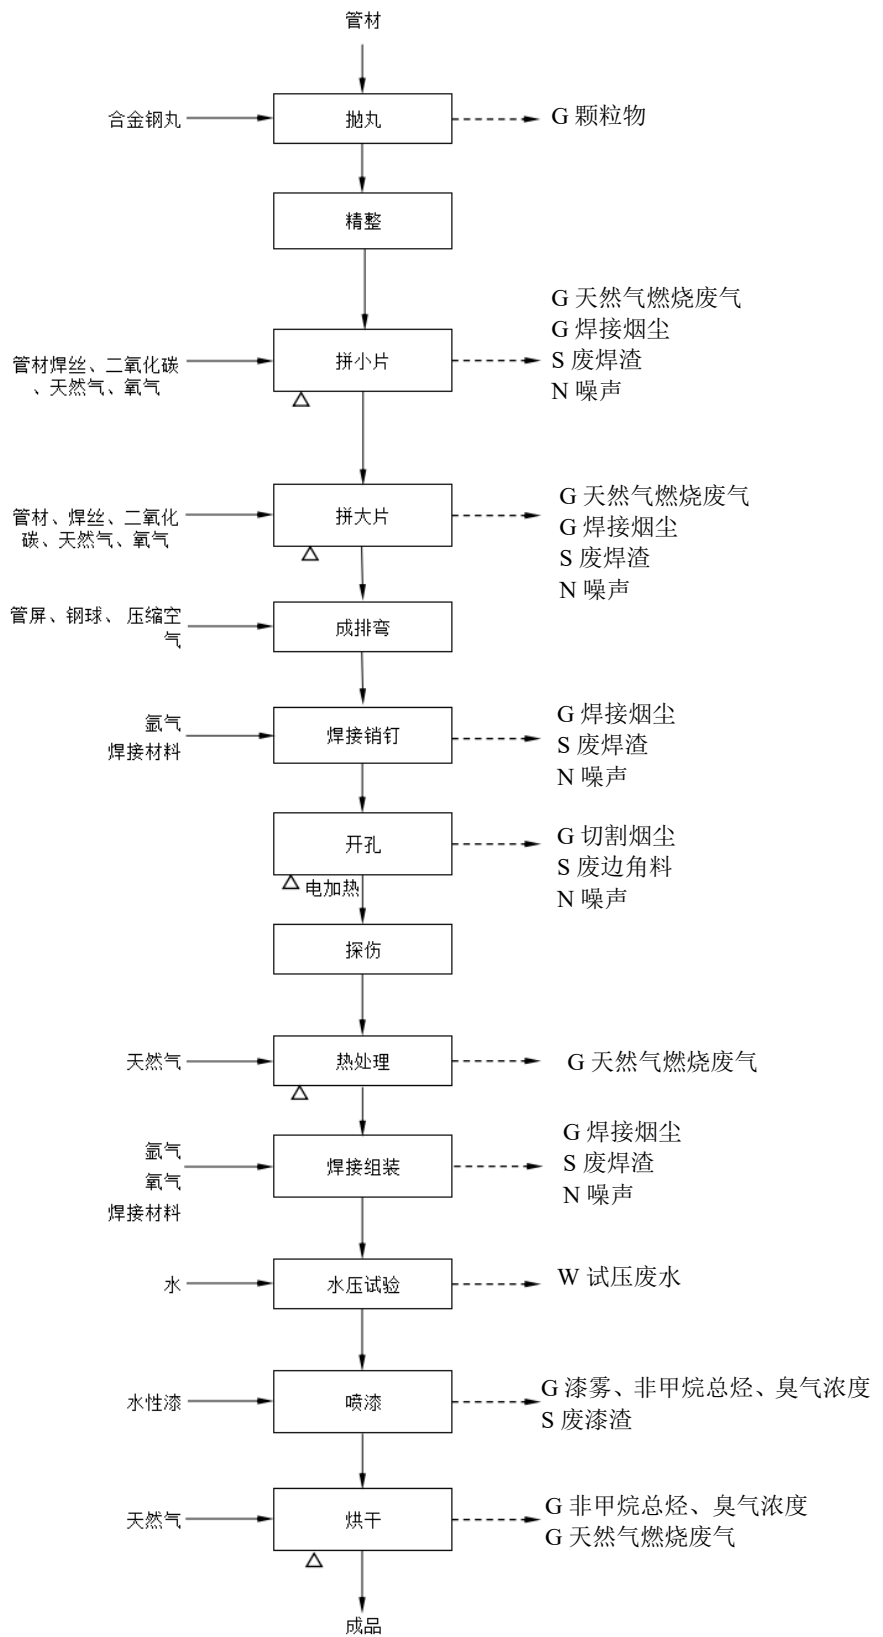 管材
合金钢丸
抛丸
G 颗粒物
精整
管材焊丝、二氧化碳
、天然气、氧气
拼小片
G 天然气燃烧废气
G 焊接烟尘
S 废焊渣
N 噪声
△
管材、焊丝、二氧化
碳、天然气、氧气
拼大片
G 天然气燃烧废气
G 焊接烟尘
S 废焊渣
N 噪声
△
管屏、钢球、 压缩空
气
成排弯
氩气
焊接材料
焊接销钉
G 焊接烟尘
S 废焊渣
N 噪声
开孔
G 切割烟尘
S 废边角料
N 噪声
△ 电加热
探伤
天然气
热处理
G 天然气燃烧废气
△
氩气
氧气
焊接材料
焊接组装
G 焊接烟尘
S 废焊渣
N 噪声
水
水压试验
W 试压废水
水性漆
喷漆
G 漆雾、非甲烷总烃、臭气浓度
S 废漆渣
天然气
烘干
G 非甲烷总烃、臭气浓度
G 天然气燃烧废气
△
成品